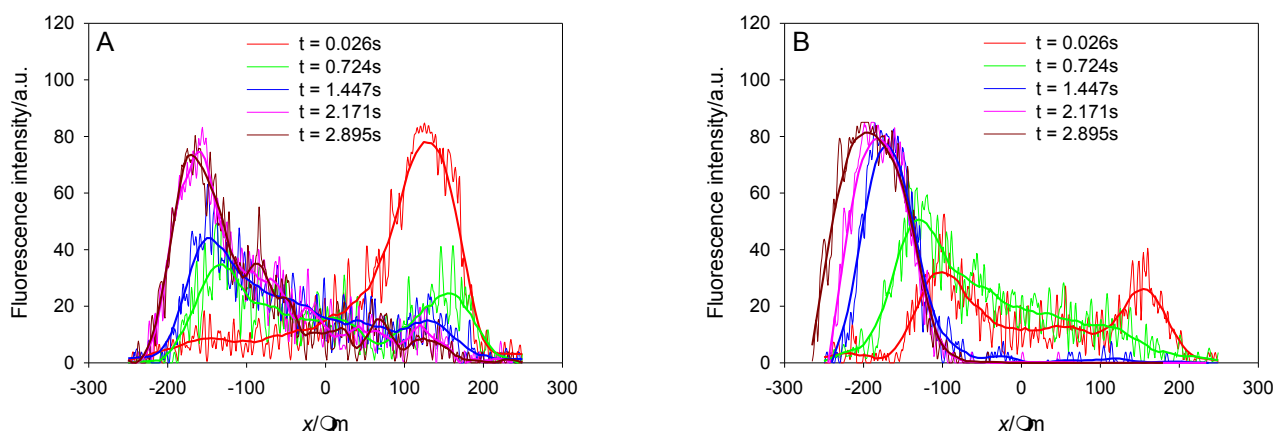 A
t = 0.026s
t = 0.724s
t = 1.447s
t = 2.171s
t = 2.895s
Fluorescence intensity/a.u.
120
100
80
60
40
20
0
-300 -200 -100 0 100 200 300
x/❍m
B
t = 0.026s
t = 0.724s
t = 1.447s
t = 2.171s
t = 2.895s
Fluorescence intensity/a.u.
120
100
80
60
40
20
0
-300 -200 -100 0 100 200 300
x/❍m